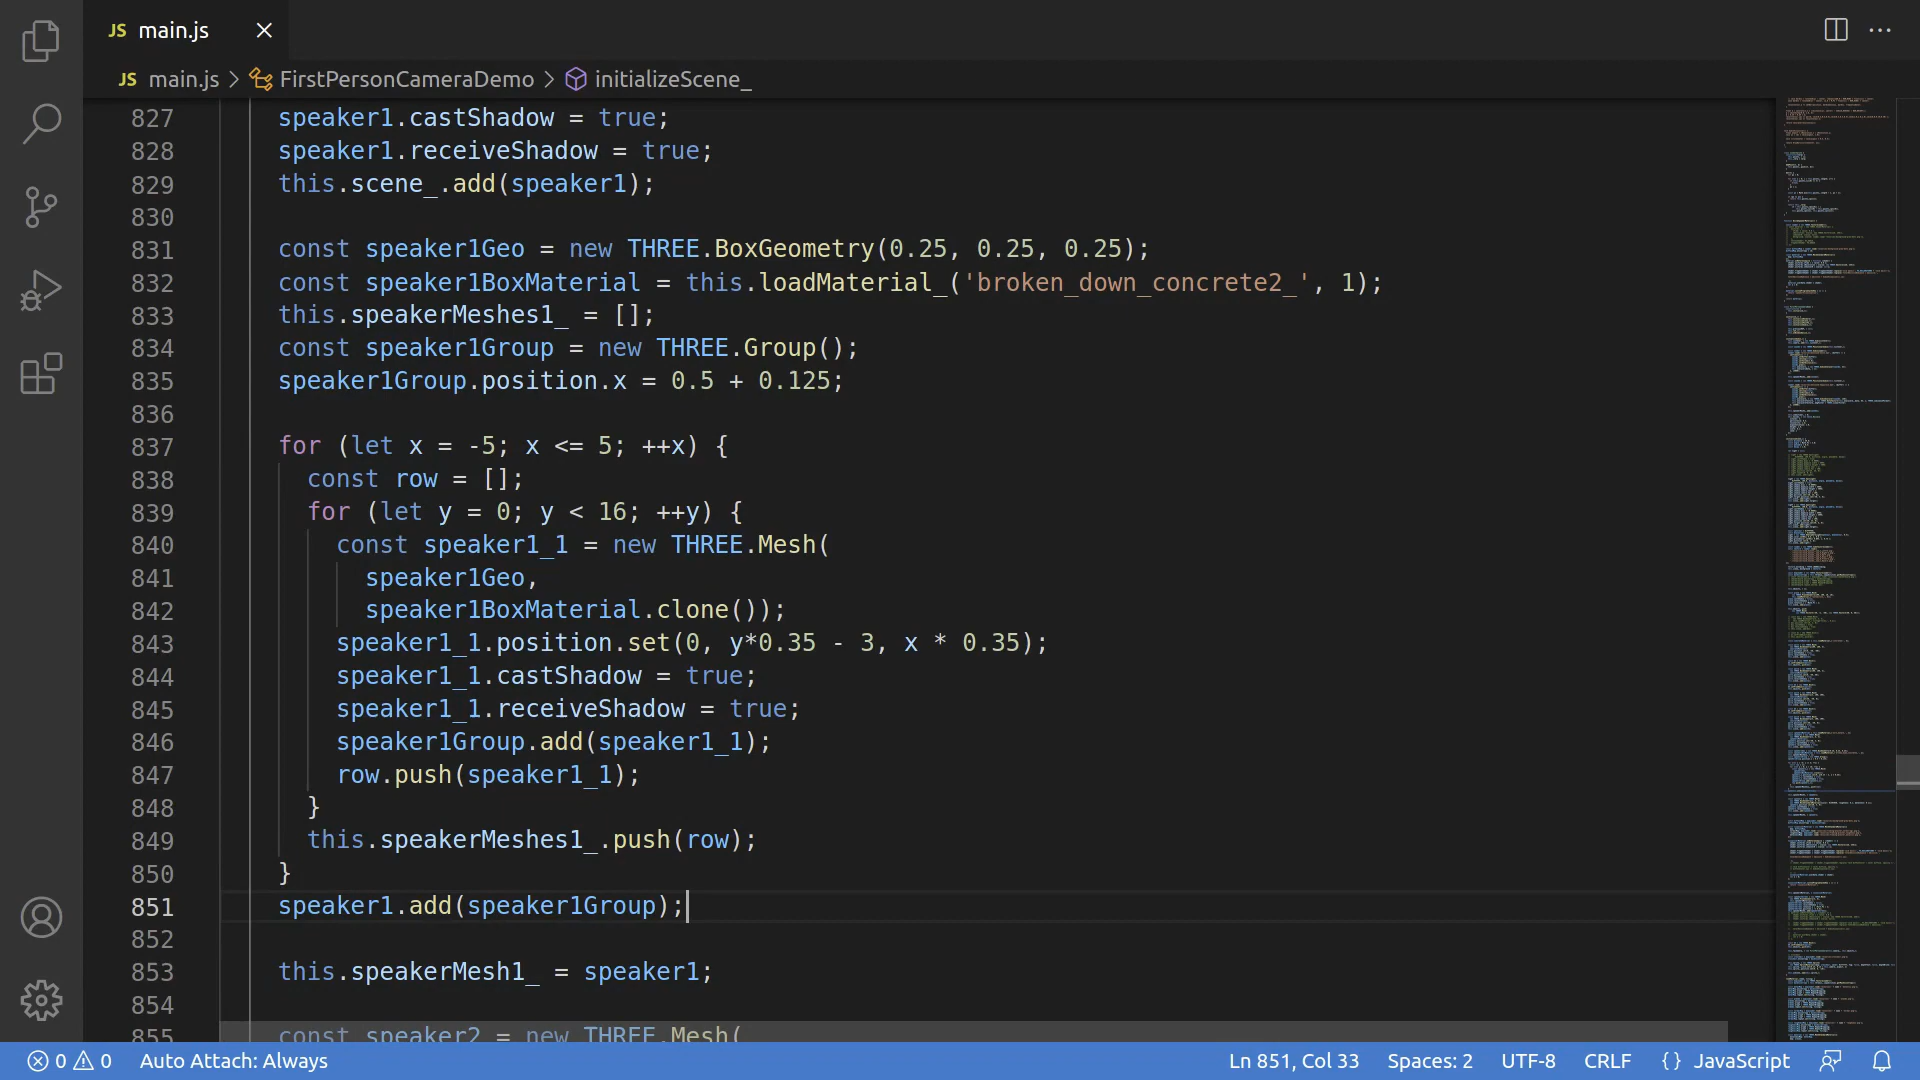 JS main.js
JS main.js > FirstPersonCameraDemo > initializeScene_
827 speaker1.castShadow = true;
828 speaker1.receiveShadow = true;
829 this.scene_.add(speaker1);
830
831 const speaker1Geo = new THREE.BoxGeometry(0.25, 0.25, 0.25);
832 const speaker1BoxMaterial = this.loadMaterial_('broken_down_concrete2_', 1);
833 this.speakerMeshes1_ = [];
834 const speaker1Group = new THREE.Group();
835 speaker1Group.position.x = 0.5 + 0.125;
836
837 for (let x = -5; x <= 5; ++x) {
838 const row = [];
839 for (let y = 0; y < 16; ++y) {
840 const speaker1_1 = new THREE.Mesh(
841 speaker1Geo,
842 speaker1BoxMaterial.clone());
843 speaker1_1.position.set(0, y*0.35 - 3, x * 0.35);
844 speaker1_1.castShadow = true;
845 speaker1_1.receiveShadow = true;
846 speaker1Group.add(speaker1_1);
847 row.push(speaker1_1);
848 }
849 this.speakerMeshes1_.push(row);
850 }
851 speaker1.add(speaker1Group);
852
853 this.speakerMesh1_ = speaker1;
854
855 const speaker2 = new THREE.Mesh(
0 0 Auto Attach: Always Ln 851, Col 33 Spaces: 2 UTF-8 CRLF {} JavaScript